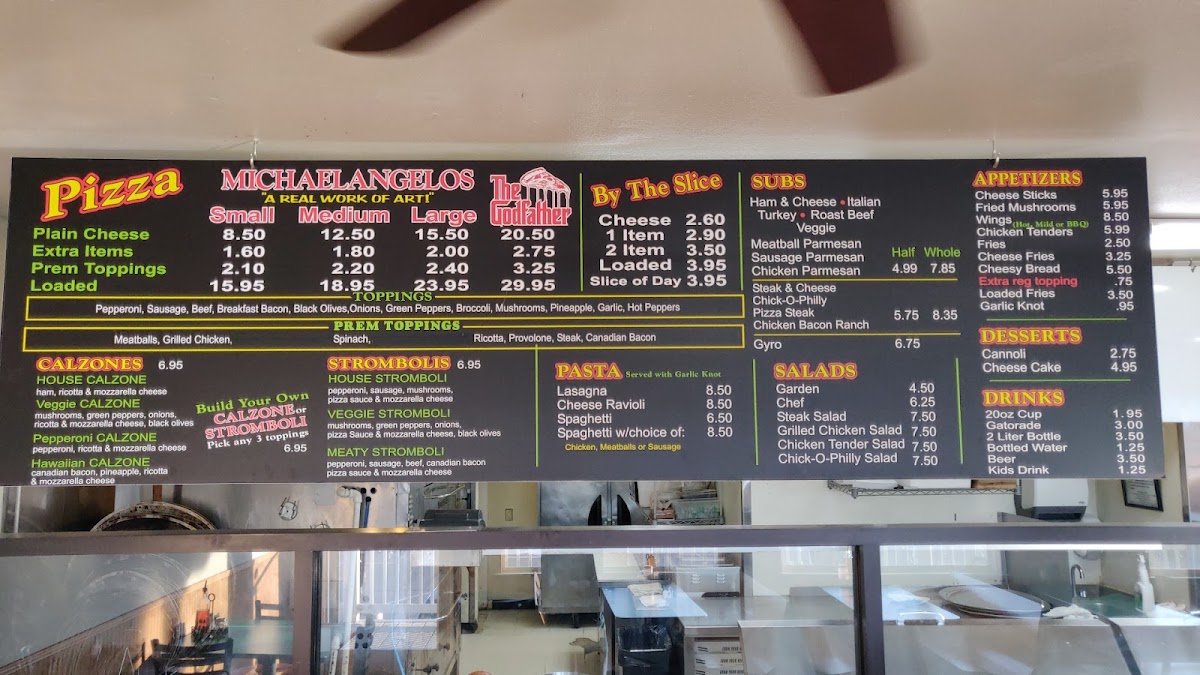 Pizza
MICHAELANGELOS
"A REAL WORK OF ART!"
The GodFather
Small Medium Large
Plain Cheese 8.50 12.50 15.50 20.50
Extra Items 1.60 1.80 2.00 2.75
Prem Toppings 2.10 2.20 2.40 3.25
Loaded 15.95 18.95 23.95 29.95
TOPPINGS
Pepperoni, Sausage, Beef, Breakfast Bacon, Black Olives,Onions, Green Peppers, Broccoli, Mushrooms, Pineapple, Garlic, Hot Peppers
PREM TOPPINGS
Meatballs, Grilled Chicken, Spinach, Ricotta, Provolone, Steak, Canadian Bacon
By The Slice
Cheese 2.60
1 Item 2.90
2 Item 3.50
Loaded 3.95
Slice of Day 3.95
CALZONES 6.95
HOUSE CALZONE
ham, ricotta & mozzarella cheese
Veggie CALZONE
mushrooms, green peppers, onions,
ricotta & mozzarella cheese, black olives
Pepperoni CALZONE
pepperoni, ricotta & mozzarella cheese
Hawaiian CALZONE
canadian bacon, pineapple, ricotta
& mozzarella cheese
Build Your Own
CALZONE or
STROMBOLI
Pick any 3 toppings
6.95
STROMBOLIS 6.95
HOUSE STROMBOLI
pepperoni, sausage, mushrooms,
pizza sauce & mozzarella cheese
VEGGIE STROMBOLI
mushrooms, green peppers, onions,
pizza Sauce & mozzarella cheese, black olives
MEATY STROMBOLI
pepperoni, sausage, beef, canadian bacon
pizza sauce & mozzarella cheese
PASTA Served with Garlic Knot
Lasagna 8.50
Cheese Ravioli 8.50
Spaghetti 6.50
Spaghetti w/choice of: 8.50
Chicken, Meatballs or Sausage
SUBS
Ham & Cheese • Italian
Turkey • Roast Beef
Veggie
Meatball Parmesan
Sausage Parmesan Half Whole
Chicken Parmesan 4.99 7.85
Steak & Cheese
Chick-O-Philly
Pizza Steak 5.75 8.35
Chicken Bacon Ranch
Gyro 6.75
SALADS
Garden 4.50
Chef 6.25
Steak Salad 7.50
Grilled Chicken Salad 7.50
Chicken Tender Salad 7.50
Chick-O-Philly Salad 7.50
APPETIZERS
Cheese Sticks 5.95
Fried Mushrooms 5.95
Wings (Hot, Mild or BBQ) 8.50
Chicken Tenders 5.99
Fries 2.50
Cheese Fries 3.25
Cheesy Bread 5.50
Extra reg topping .75
Loaded Fries 3.50
Garlic Knot .95
DESSERTS
Cannoli 2.75
Cheese Cake 4.95
DRINKS
20oz Cup 1.95
Gatorade 3.00
2 Liter Bottle 3.50
Bottled Water 1.25
Beer 3.50
Kids Drink 1.25